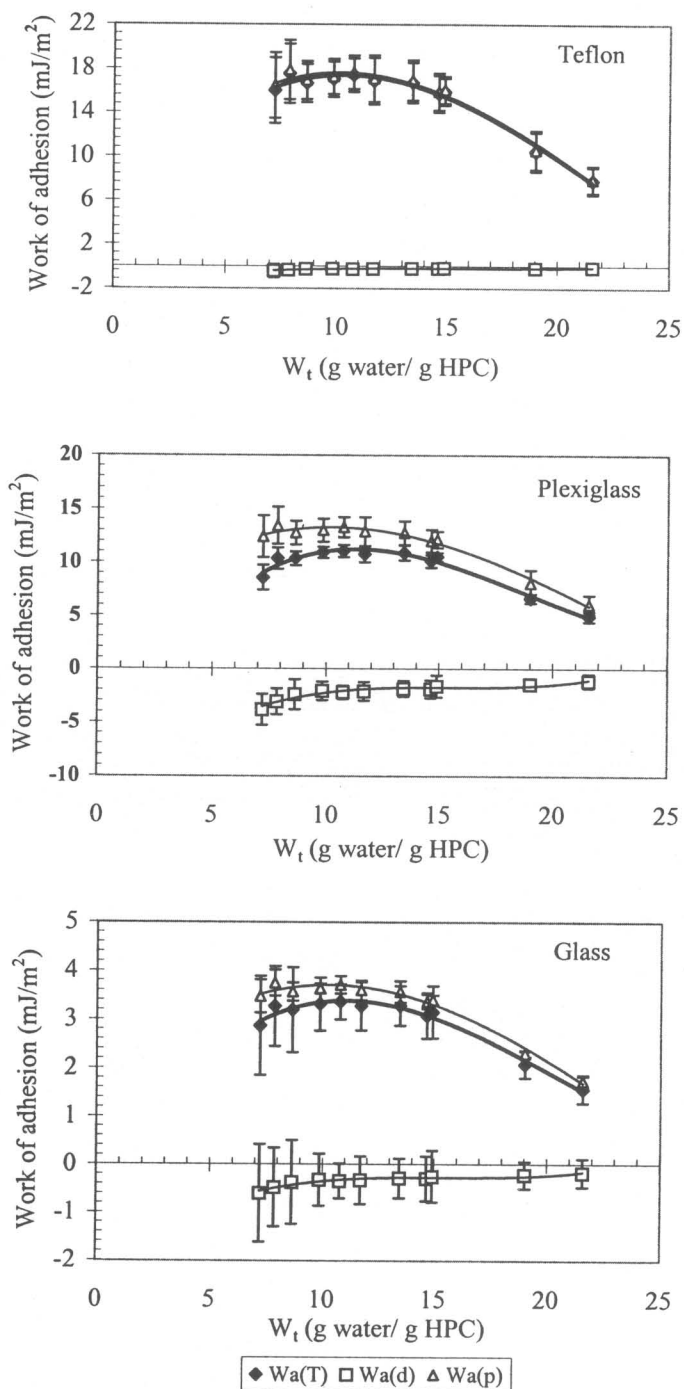 Teflon
Work of adhesion (mJ/m²)
22
18
14
10
6
2
-2
0 5 10 15 20 25
Wₜ (g water/ g HPC)
Plexiglass
Work of adhesion (mJ/m²)
20
15
10
5
0
-5
-10
0 5 10 15 20 25
Wₜ (g water/ g HPC)
Glass
Work of adhesion (mJ/m²)
5
4
3
2
1
0
-1
-2
0 5 10 15 20 25
Wₜ (g water/ g HPC)
Wa(T) Wa(d) Wa(p)